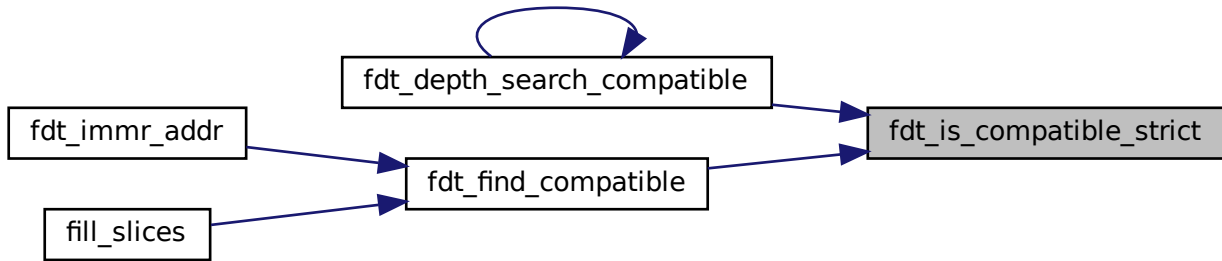 fdt_depth_search_compatible
fdt_immr_addr
fdt_is_compatible_strict
fdt_find_compatible
fill_slices